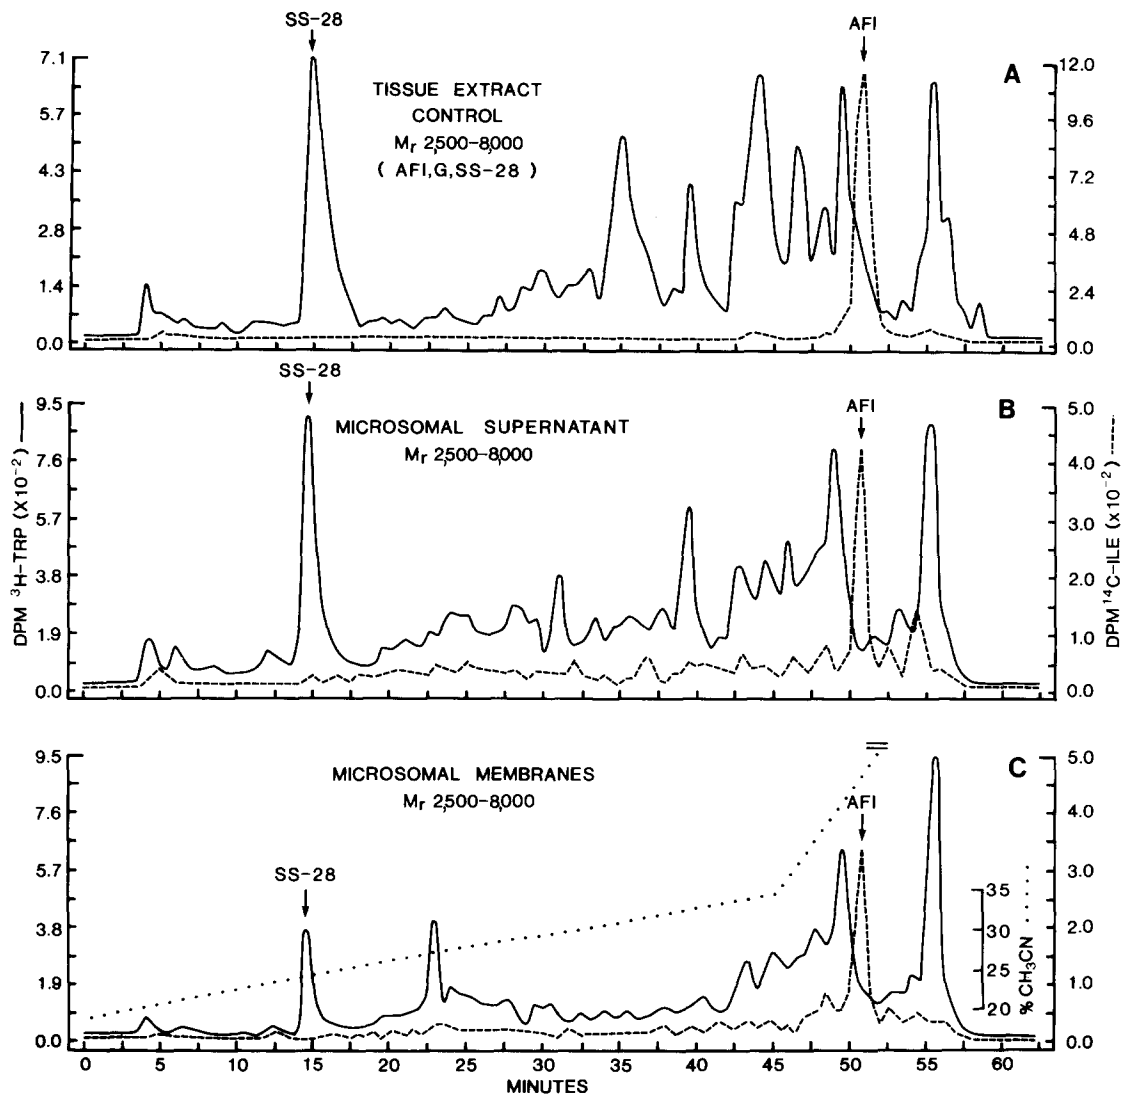 SS-28
AFI
7.1
5.7
4.3
2.8
1.4
0.0
TISSUE EXTRACT
CONTROL
Mr 2,500-8,000
( AFI,G,SS-28 )
A
12.0
9.6
7.2
4.8
2.4
0.0
SS-28
AFI
9.5
7.6
5.7
3.8
1.9
0.0
MICROSOMAL SUPERNATANT
Mr 2,500-8,000
B
5.0
4.0
3.0
2.0
1.0
0.0
DPM ³H-TRP (X10⁻²)
DPM ¹⁴C-ILE (x10⁻²)
9.5
7.6
5.7
3.8
1.9
0.0
MICROSOMAL MEMBRANES
Mr 2,500-8,000
SS-28
AFI
C
5.0
4.0
3.0
2.0
1.0
0.0
35
30
25
20
% CH₃CN
0 5 10 15 20 25 30 35 40 45 50 55 60
MINUTES